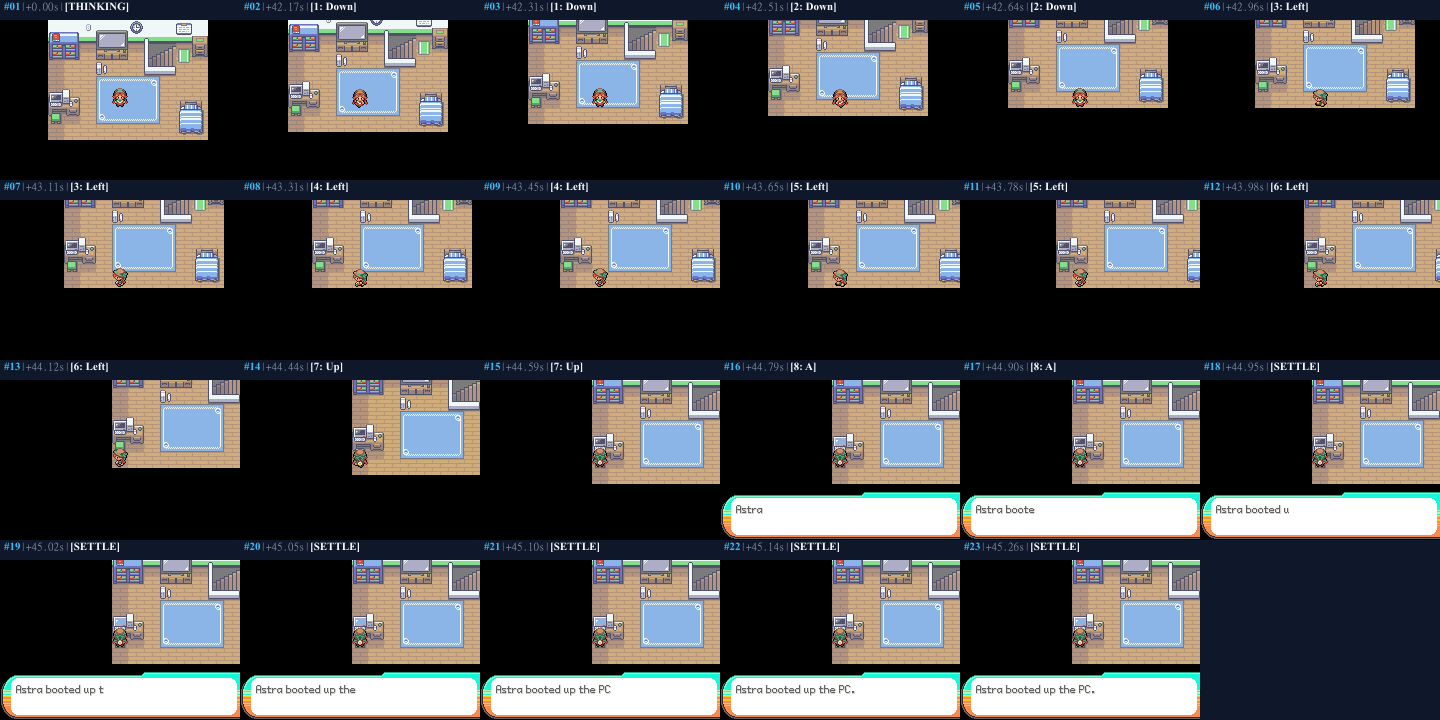 #01 | +0.00s | [THINKING]
#02 | +42.17s | [1: Down]
#03 | +42.31s | [1: Down]
#04 | +42.51s | [2: Down]
#05 | +42.64s | [2: Down]
#06 | +42.96s | [3: Left]
#07 | +43.11s | [3: Left]
#08 | +43.31s | [4: Left]
#09 | +43.45s | [4: Left]
#10 | +43.65s | [5: Left]
#11 | +43.78s | [5: Left]
#12 | +43.98s | [6: Left]
#13 | +44.12s | [6: Left]
#14 | +44.44s | [7: Up]
#15 | +44.59s | [7: Up]
#16 | +44.79s | [8: A]
#17 | +44.90s | [8: A]
#18 | +44.95s | [SETTLE]
Astra
Astra boote
Astra booted u
#19 | +45.02s | [SETTLE]
#20 | +45.05s | [SETTLE]
#21 | +45.10s | [SETTLE]
#22 | +45.14s | [SETTLE]
#23 | +45.26s | [SETTLE]
Astra booted up t
Astra booted up the
Astra booted up the PC
Astra booted up the PC.
Astra booted up the PC.